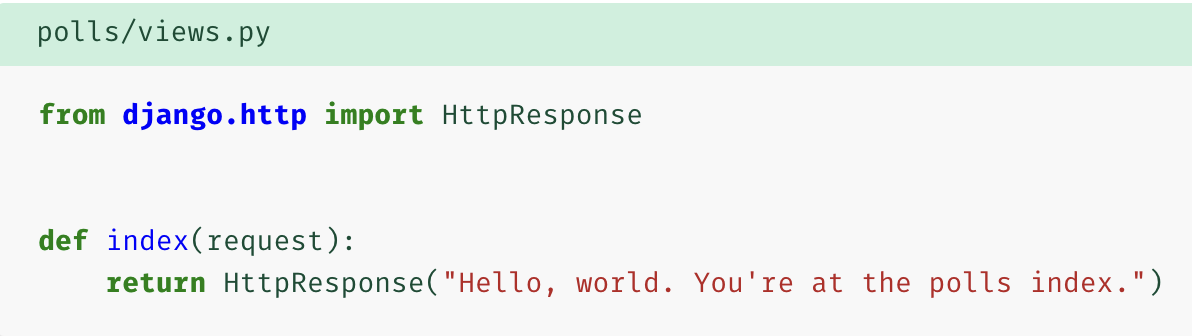 polls/views.py
from django.http import HttpResponse
def index(request):
    return HttpResponse("Hello, world. You're at the polls index.")